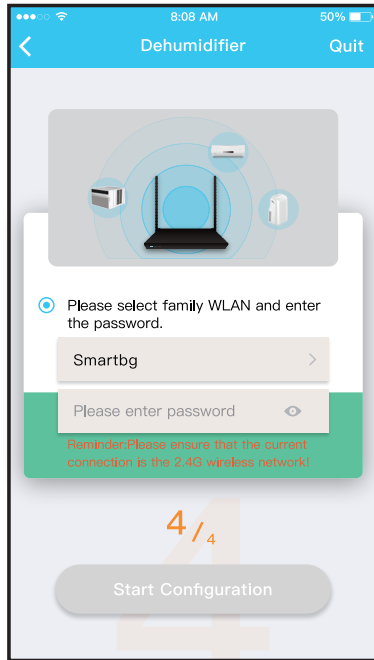 8:08 AM 50%
Dehumidifier Quit
Please select family WLAN and enter
the password.
Smartbg
Please enter password
Reminder:Please ensure that the current
connection is the 2.4G wireless network!
4/4
4
Start Configuration